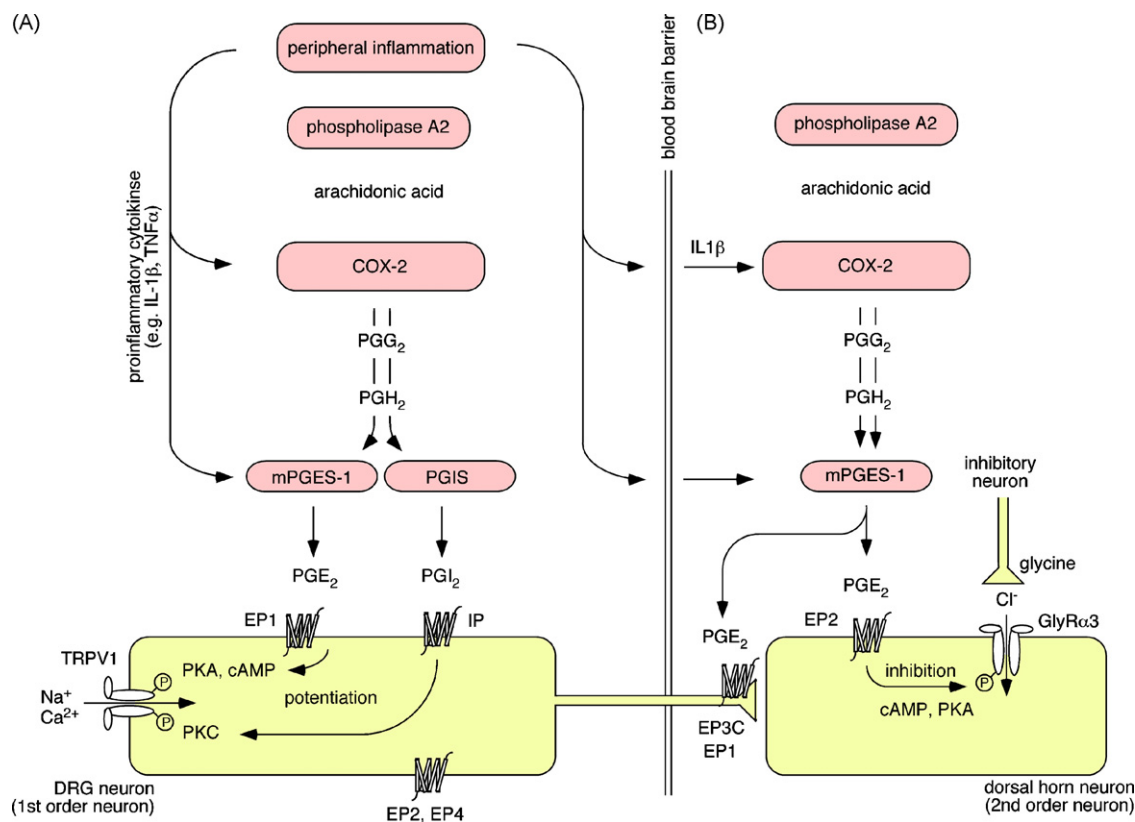 (A)
peripheral inflammation
phospholipase A2
arachidonic acid
proinflammatory cytoikinse
(e.g. IL-1β, TNFα)
COX-2
PGG2
PGH2
mPGES-1
PGIS
PGE2
PGI2
EP1
IP
TRPV1
PKA, cAMP
P
potentiation
Na+
Ca2+
P
PKC
DRG neuron
(1st order neuron)
EP2, EP4
blood brain barrier
(B)
phospholipase A2
arachidonic acid
IL1β
COX-2
PGG2
PGH2
mPGES-1
inhibitory
neuron
glycine
PGE2
Cl-
EP2
GlyRα3
PGE2
inhibition
P
cAMP, PKA
EP3C
EP1
dorsal horn neuron
(2nd order neuron)